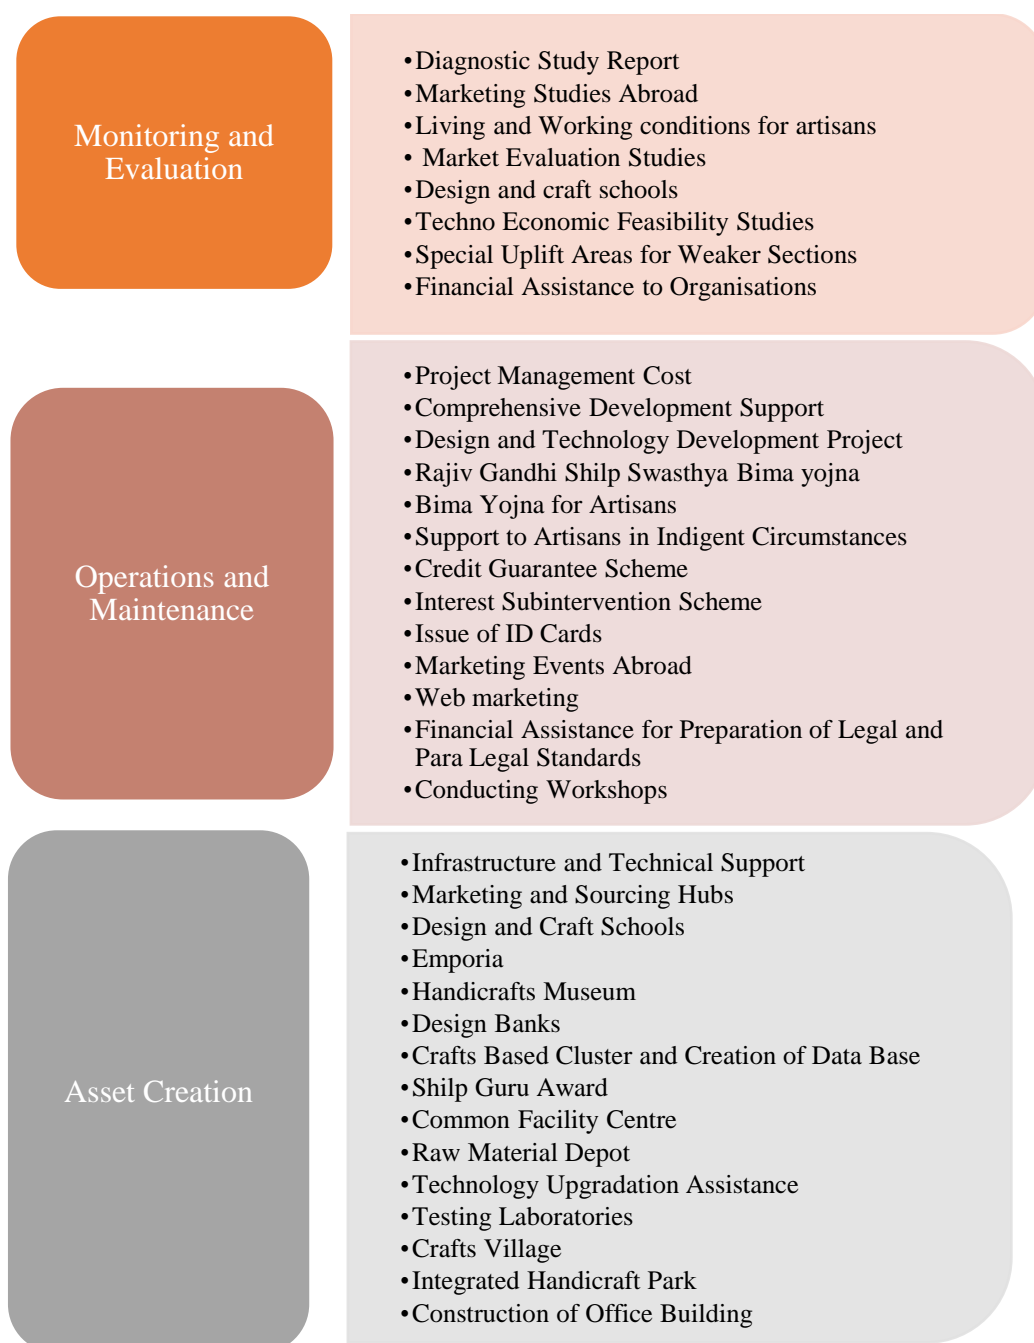 Monitoring and
Evaluation
•Diagnostic Study Report
•Marketing Studies Abroad
•Living and Working conditions for artisans
• Market Evaluation Studies
•Design and craft schools
•Techno Economic Feasibility Studies
•Special Uplift Areas for Weaker Sections
•Financial Assistance to Organisations
Operations and
Maintenance
•Project Management Cost
•Comprehensive Development Support
•Design and Technology Development Project
•Rajiv Gandhi Shilp Swasthya Bima yojna
•Bima Yojna for Artisans
•Support to Artisans in Indigent Circumstances
•Credit Guarantee Scheme
•Interest Subintervention Scheme
•Issue of ID Cards
•Marketing Events Abroad
•Web marketing
•Financial Assistance for Preparation of Legal and
Para Legal Standards
•Conducting Workshops
Asset Creation
•Infrastructure and Technical Support
•Marketing and Sourcing Hubs
•Design and Craft Schools
•Emporia
•Handicrafts Museum
•Design Banks
•Crafts Based Cluster and Creation of Data Base
•Shilp Guru Award
•Common Facility Centre
•Raw Material Depot
•Technology Upgradation Assistance
•Testing Laboratories
•Crafts Village
•Integrated Handicraft Park
•Construction of Office Building